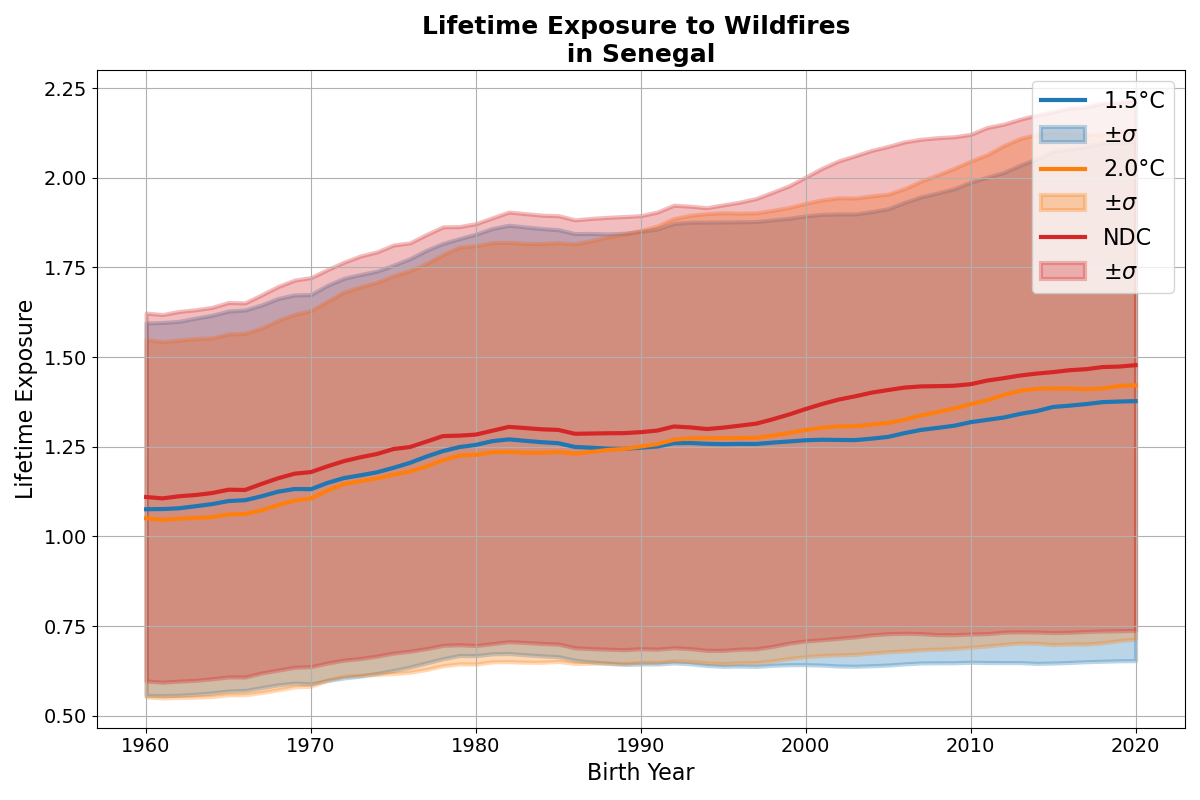 Lifetime Exposure to Wildfires
in Senegal
2.25
2.00
1.75
1.50
1.25
1.00
0.75
0.50
Lifetime Exposure
1.5°C
±σ
2.0°C
±σ
NDC
±σ
1960
1970
1980
1990
2000
2010
2020
Birth Year